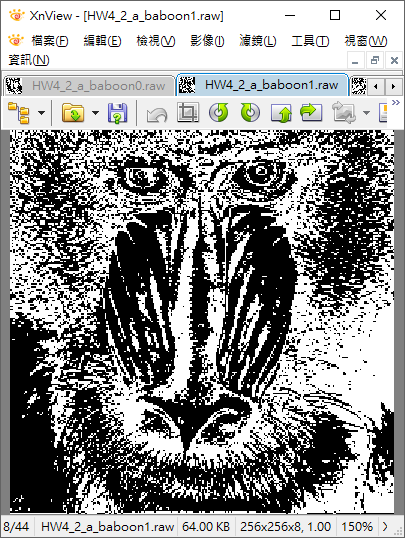 XnView - [HW4_2_a_baboon1.raw]
檔案(F) 編輯(E) 檢視(V) 影像(I) 濾鏡(L) 工具(T) 視窗(W)
資訊(N)
HW4_2_a_baboon0.raw HW4_2_a_baboon1.raw
8/44 HW4_2_a_baboon1.raw 64.00 KB 256x256x8, 1.00 150%